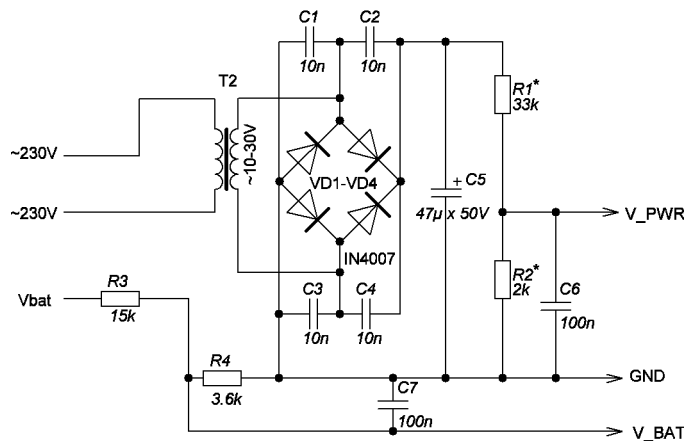 C1
C2
10n
10n
T2
R1*
33k
~230V
~10-30V
VD1-VD4
+ C5
47µ x 50V
~230V
V_PWR
IN4007
R2*
2k
Vbat
R3
15k
C3
C4
10n
10n
C6
100n
R4
3.6k
C7
100n
GND
V_BAT